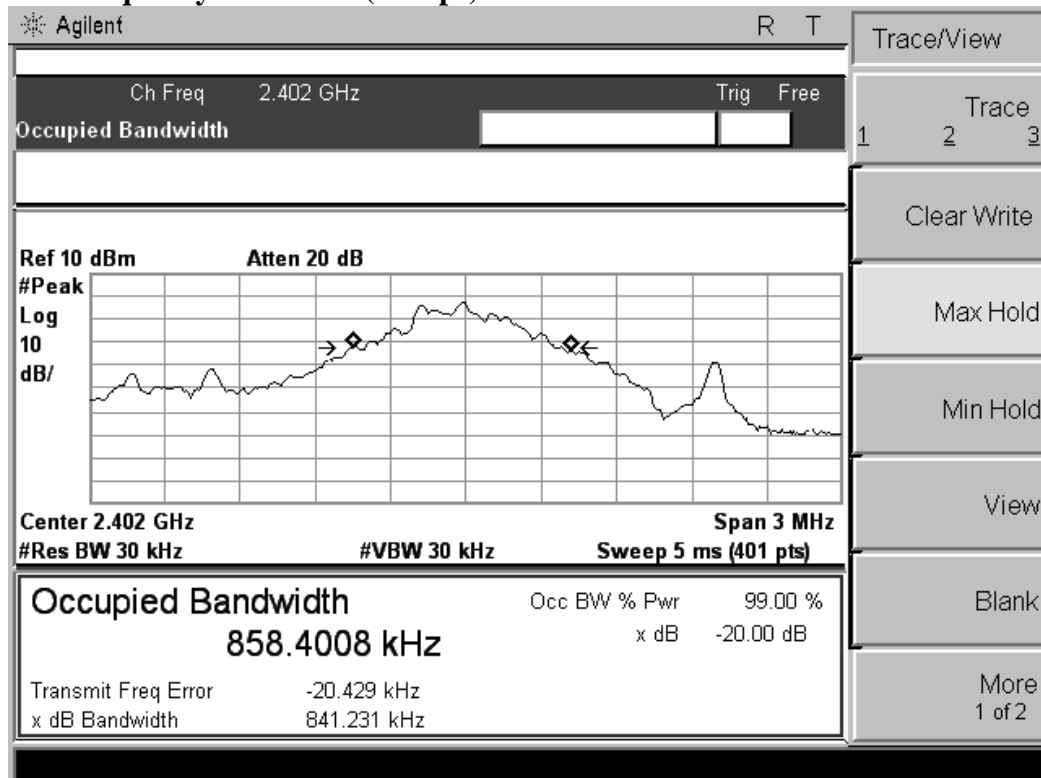 Agilent R T
Trace/View
Ch Freq 2.402 GHz Trig Free
Occupied Bandwidth
Trace
1 2 3
Clear Write
Ref 10 dBm Atten 20 dB
#Peak
Log
10
dB/
Max Hold
Min Hold
Center 2.402 GHz Span 3 MHz
#Res BW 30 kHz #VBW 30 kHz Sweep 5 ms (401 pts)
View
Occupied Bandwidth
858.4008 kHz
Occ BW % Pwr 99.00 %
x dB -20.00 dB
Transmit Freq Error -20.429 kHz
x dB Bandwidth 841.231 kHz
Blank
More
1 of 2